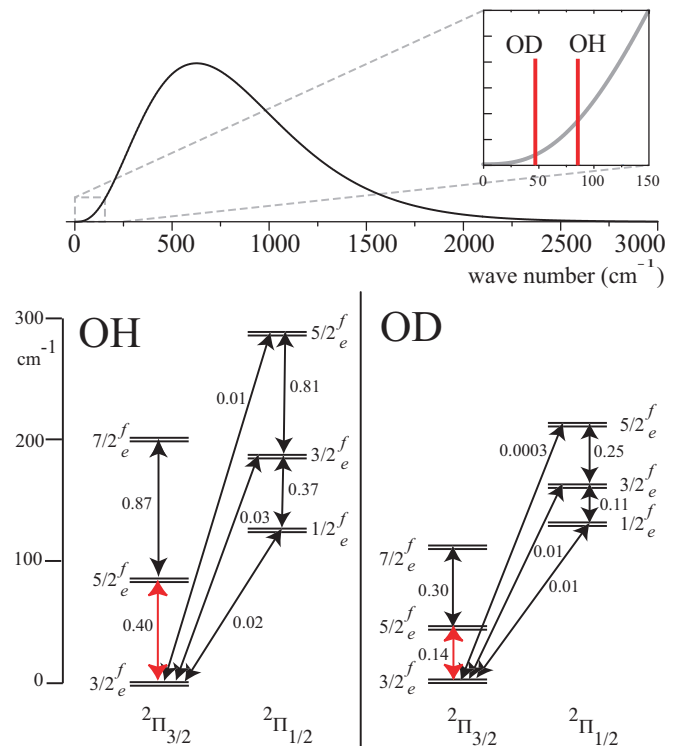 OD OH
0 50 100 150
0 500 1000 1500 2000 2500 3000
wave number (cm⁻¹)
300
cm⁻¹
200
100
0
OH
5/2 f e
0.01
0.81
7/2 f e
3/2 f e
0.87
0.37
0.03
1/2 f e
5/2 f e
0.40
0.02
3/2 f e
²Π3/2 ²Π1/2
OD
5/2 f e
0.0003
0.25
3/2 f e
0.11
1/2 f e
7/2 f e
0.30
0.01
0.01
5/2 f e
0.14
3/2 f e
²Π3/2 ²Π1/2